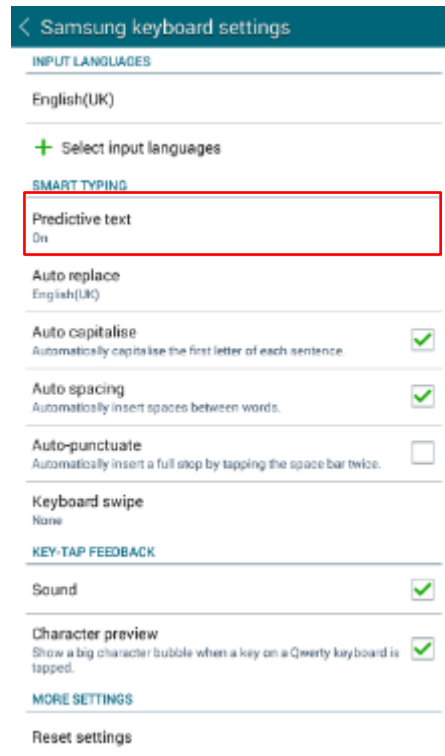 < Samsung keyboard settings
INPUT LANGUAGES
English(UK)
+ Select input languages
SMART TYPING
Predictive text
On
Auto replace
English(UK)
Auto capitalise
Automatically capitalise the first letter of each sentence.
Auto spacing
Automatically insert spaces between words.
Auto-punctuate
Automatically insert a full stop by tapping the space bar twice.
Keyboard swipe
None
KEY-TAP FEEDBACK
Sound
Character preview
Show a big character bubble when a key on a Qwerty keyboard is
tapped.
MORE SETTINGS
Reset settings